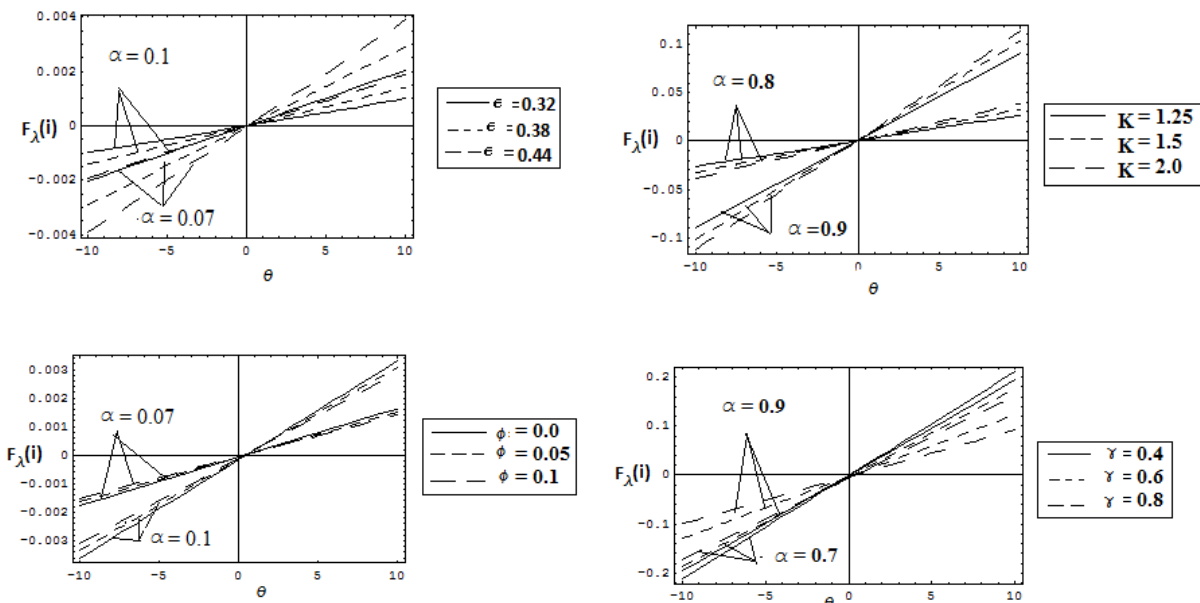 0.004
0.002
0
-0.002
-0.004
F_λ(i)
α = 0.1
α = 0.07
-10 -5 0 5 10
θ
ϵ = 0.32
ϵ = 0.38
ϵ = 0.44
0.1
0.05
0
-0.05
-0.1
F_λ(i)
α = 0.8
α = 0.9
-10 -5 0 5 10
θ
K = 1.25
K = 1.5
K = 2.0
0.003
0.002
0.001
0
-0.001
-0.002
-0.003
F_λ(i)
α = 0.07
α = 0.1
-10 -5 0 5 10
θ
ϕ = 0.0
ϕ = 0.05
ϕ = 0.1
0.2
0.1
0
-0.1
-0.2
F_λ(i)
α = 0.9
α = 0.7
-10 -5 0 5 10
θ
γ = 0.4
γ = 0.6
γ = 0.8